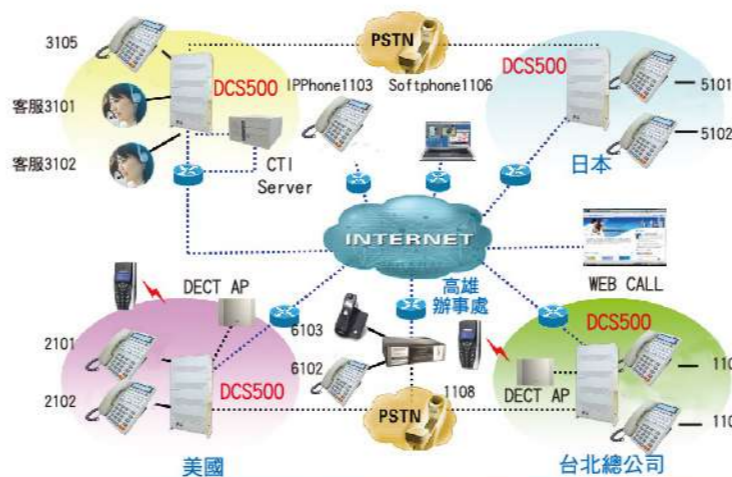 3105
PSTN
DCS500
IPPhone1103
Softphone1106
DCS500
5101
客服3101
5102
客服3102
CTI
Server
日本
INTERNET
DECT AP
高雄
辦事處
WEB CALL
2101
6103
DCS500
6102
2102
DCS500
DECT AP
1108
PSTN
美國
台北總公司